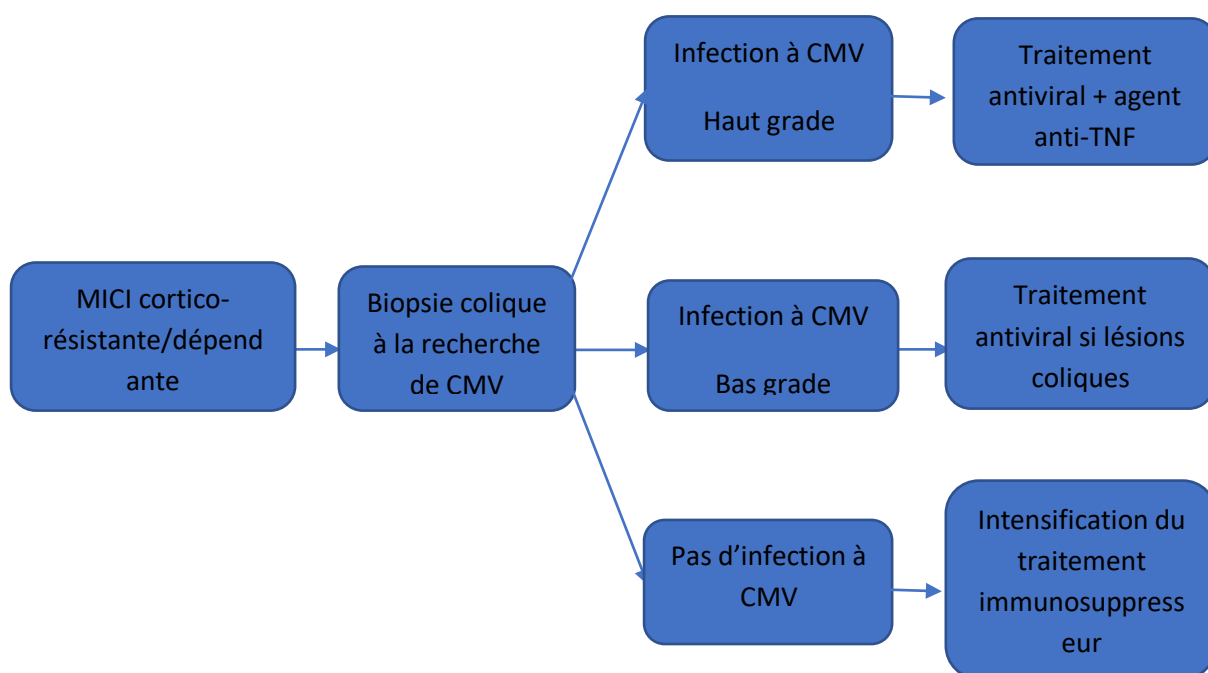 MICI cortico-
résistante/dépend
ante
Biopsie colique
à la recherche
de CMV
Infection à CMV
Haut grade
Traitement
antiviral + agent
anti-TNF
Infection à CMV
Bas grade
Traitement
antiviral si lésions
coliques
Pas d’infection à
CMV
Intensification du
traitement
immunosuppress
eur